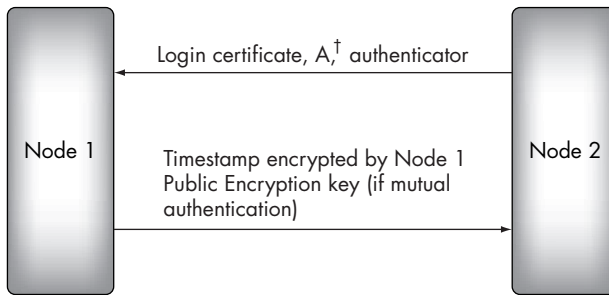 Login certificate, A,† authenticator
Node 1
Node 2
Timestamp encrypted by Node 1
Public Encryption key (if mutual
authentication)